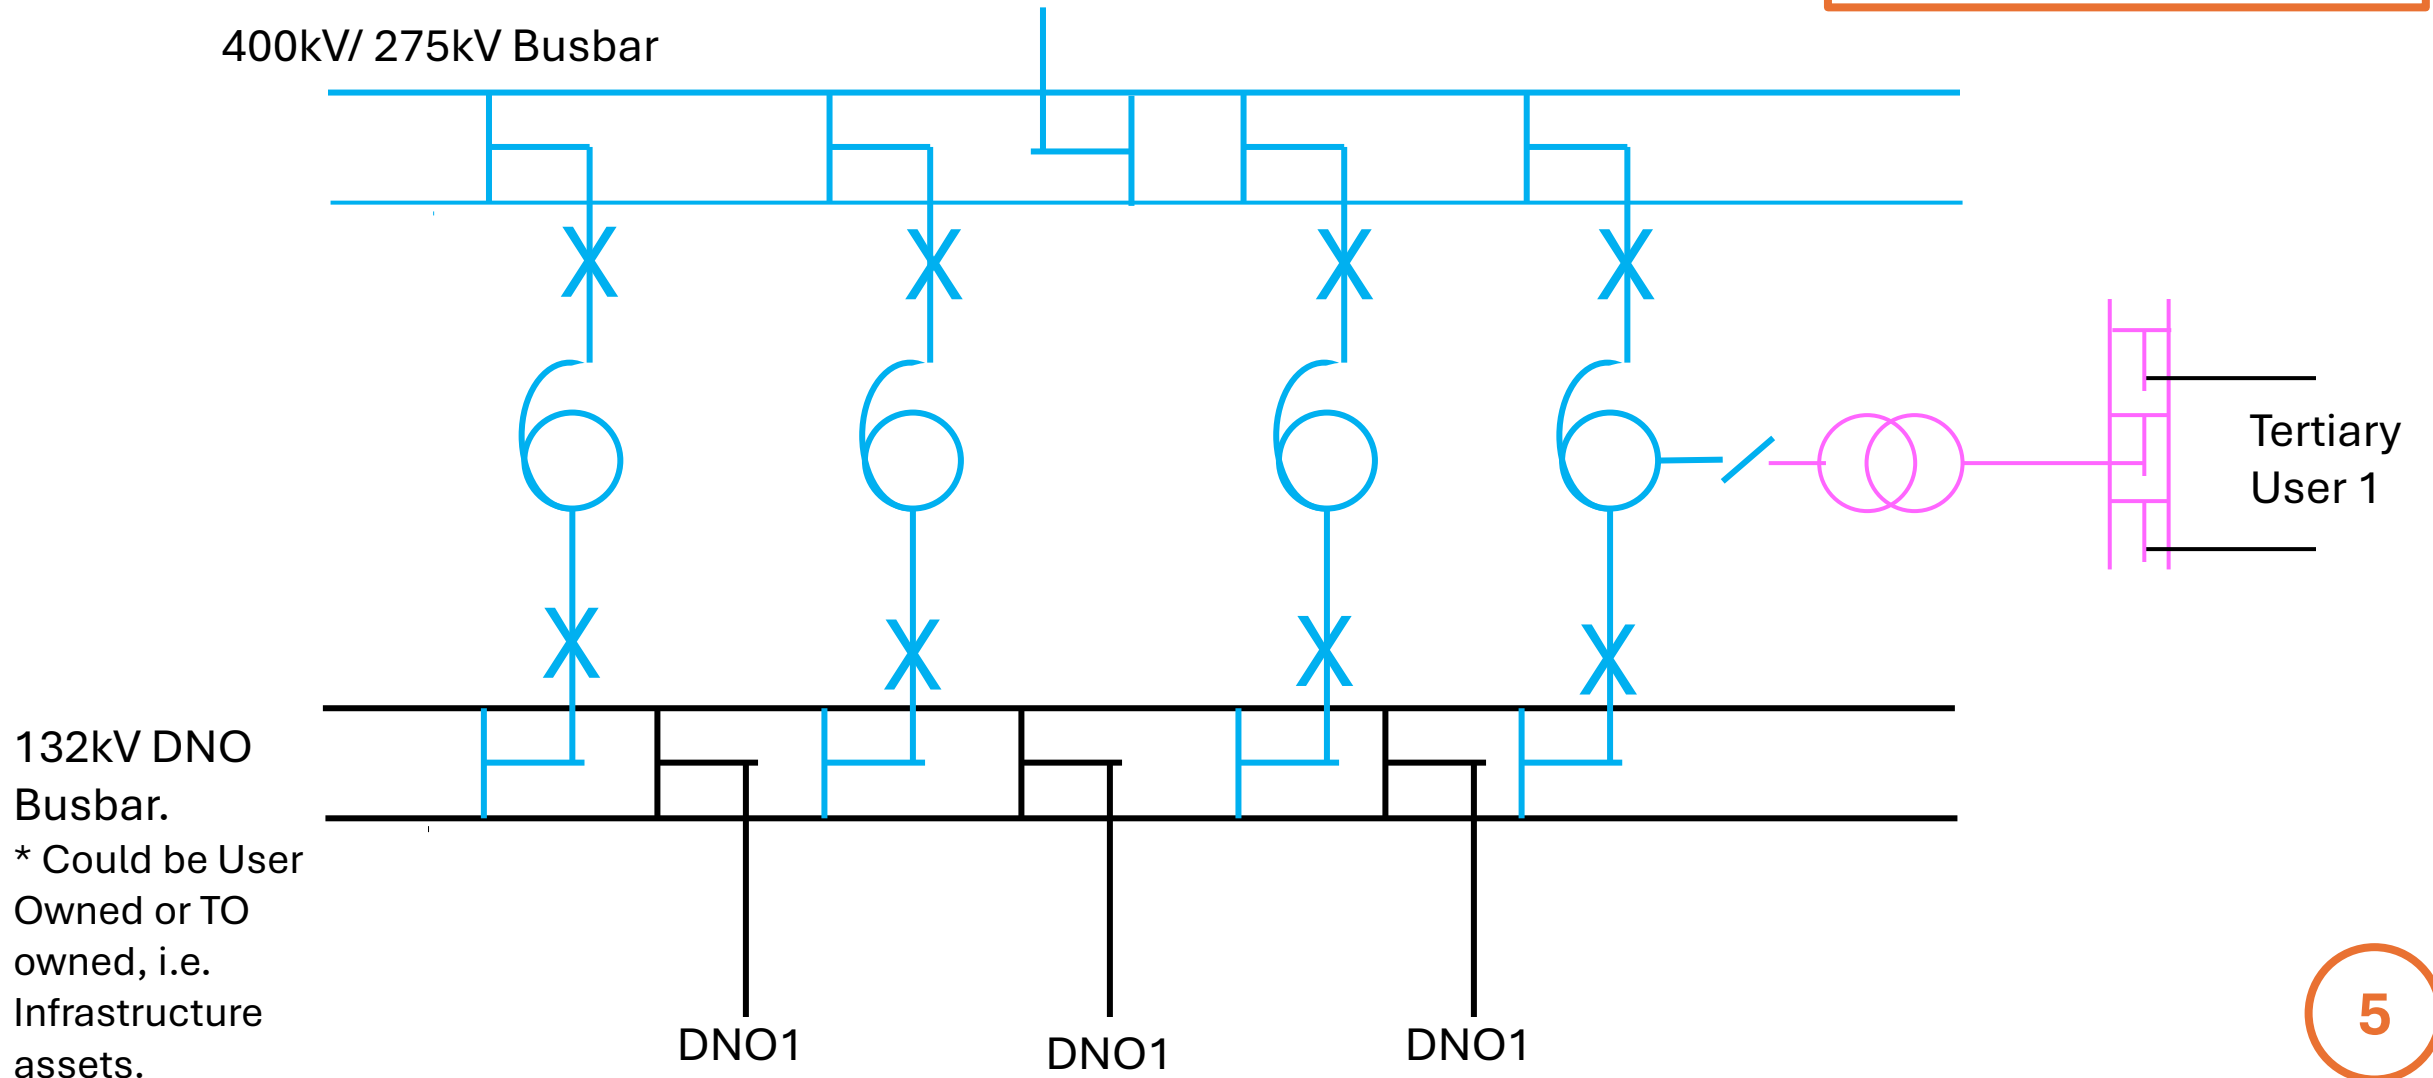 400kV/ 275kV Busbar
Tertiary
User 1
132kV DNO
Busbar.
* Could be User
Owned or TO
owned, i.e.
Infrastructure
assets.
DNO1
DNO1
DNO1
5